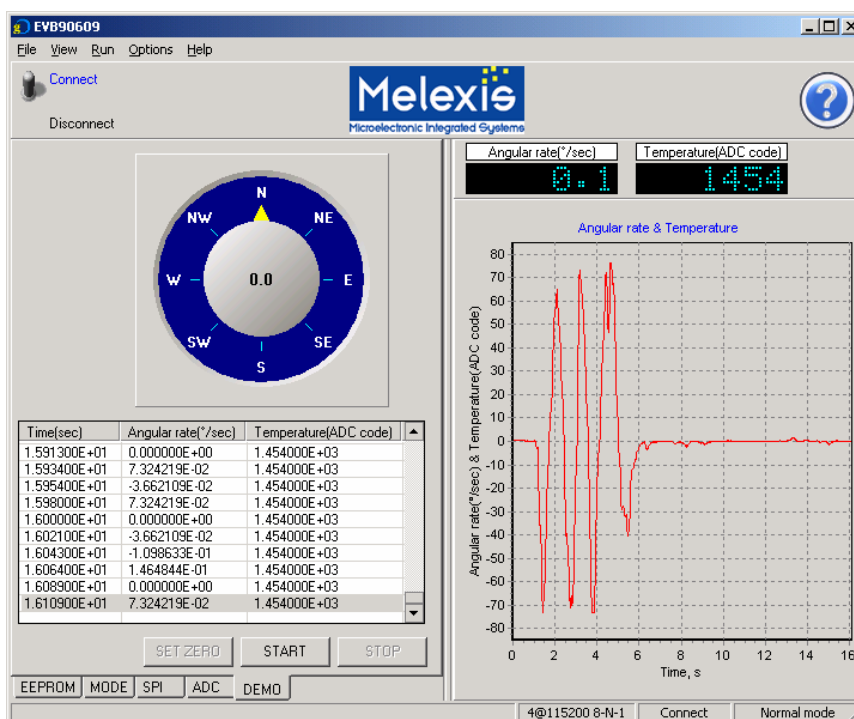 EVB90609
File View Run Options Help
Connect
Disconnect
Melexis
Microelectronic Integrated Systems
?
Angular rate(°/sec) Temperature(ADC code)
0.1 1454
N
NW NE
W 0.0 E
SW SE
S
Time(sec) Angular rate(°/sec) Temperature(ADC code)
1.591300E+01 0.000000E+00 1.454000E+03
1.593400E+01 7.324219E-02 1.454000E+03
1.595400E+01 -3.662109E-02 1.454000E+03
1.598000E+01 7.324219E-02 1.454000E+03
1.600000E+01 0.000000E+00 1.454000E+03
1.602100E+01 -3.662109E-02 1.454000E+03
1.604300E+01 -1.098633E-01 1.454000E+03
1.606400E+01 1.464844E-01 1.454000E+03
1.608900E+01 0.000000E+00 1.454000E+03
1.610900E+01 7.324219E-02 1.454000E+03
SET ZERO START STOP
EEPROM MODE SPI ADC DEMO
Angular rate & Temperature
Angular rate(°/sec) & Temperature(ADC code)
80
70
60
50
40
30
20
10
0
-10
-20
-30
-40
-50
-60
-70
-80
0 2 4 6 8 10 12 14 16
Time, s
4@115200 8-N-1 Connect Normal mode